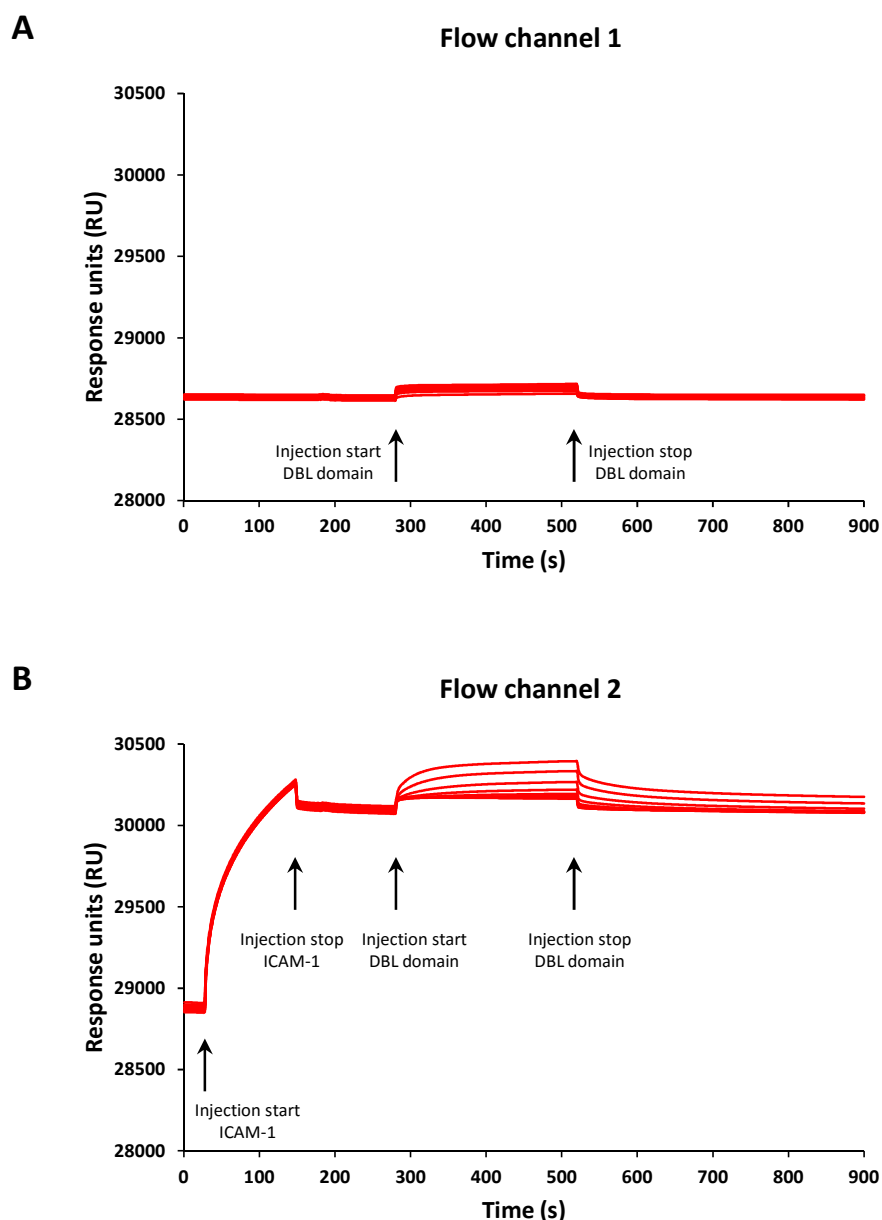 A
Flow channel 1
Response units (RU)
30500
30000
29500
29000
28500
28000
Injection start
DBL domain
Injection stop
DBL domain
0 100 200 300 400 500 600 700 800 900
Time (s)
B
Flow channel 2
Response units (RU)
30500
30000
29500
29000
28500
28000
Injection stop
ICAM-1
Injection start
DBL domain
Injection stop
DBL domain
Injection start
ICAM-1
0 100 200 300 400 500 600 700 800 900
Time (s)